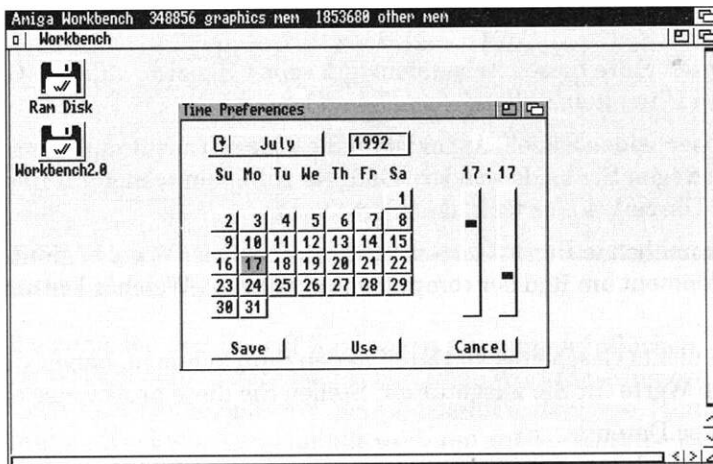 Amiga Workbench 348856 graphics mem 1853680 other mem
Workbench
Ram Disk
Workbench2.0
Time Preferences
July 1992
Su Mo Tu We Th Fr Sa 17:17
1
2 3 4 5 6 7 8
9 10 11 12 13 14 15
16 17 18 19 20 21 22
23 24 25 26 27 28 29
30 31
Save Use Cancel